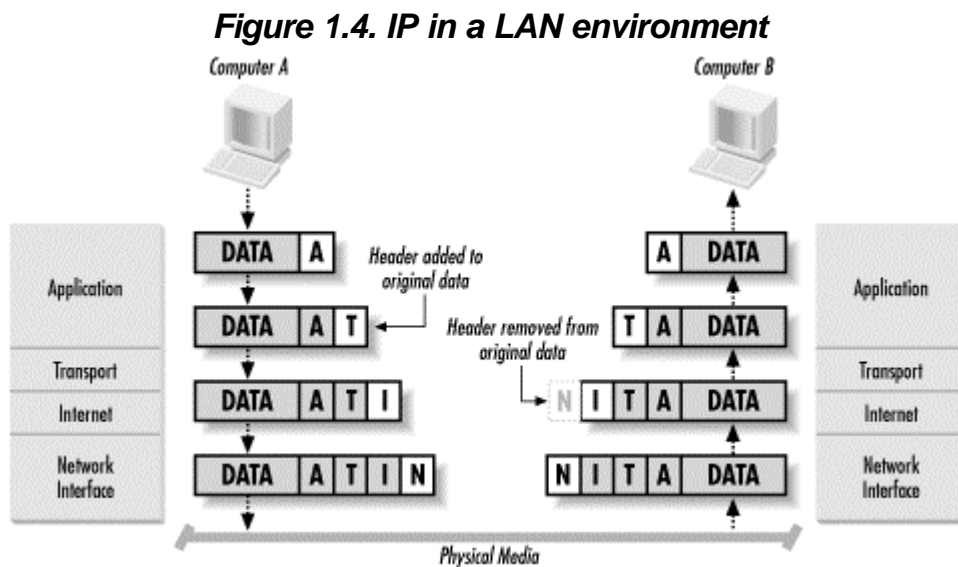 Figure 1.4. IP in a LAN environment
Computer A
Computer B
Application
DATA A
Header added to
original data
A DATA
Application
DATA A T
Header removed from
original data
T A DATA
Transport
Transport
Internet
DATA A T I
N I T A DATA
Internet
Network
Interface
DATA A T I N
N I T A DATA
Network
Interface
Physical Media